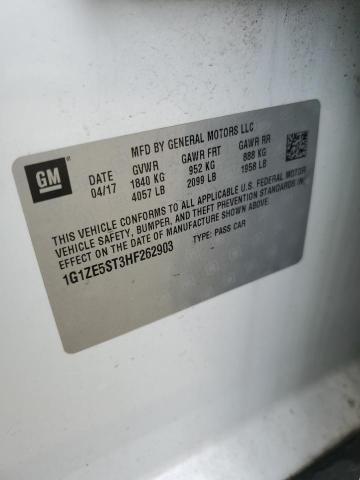 GM
MFD BY GENERAL MOTORS LLC
DATE GVWR GAWR FRT GAWR RR
04/17 1840 KG 952 KG 888 KG
4057 LB 2099 LB 1958 LB
THIS VEHICLE CONFORMS TO ALL APPLICABLE U.S. FEDERAL MOTOR
VEHICLE SAFETY, BUMPER, AND THEFT PREVENTION STANDARDS IN
EFFECT ON THE DATE OF MANUFACTURE SHOWN ABOVE.
1G1ZE5ST3HF262903 TYPE: PASS CAR